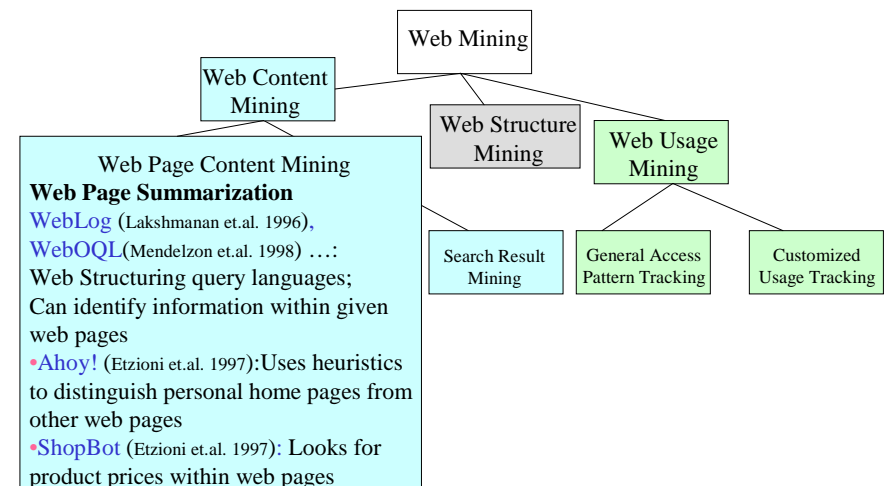 Web Mining
Web Content
Mining
Web Structure
Mining
Web Usage
Mining
Web Page Content Mining
Web Page Summarization
WebLog (Lakshmanan et.al. 1996),
WebOQL(Mendelzon et.al. 1998) …:
Web Structuring query languages;
Can identify information within given
web pages
•Ahoy! (Etzioni et.al. 1997):Uses heuristics
to distinguish personal home pages from
other web pages
•ShopBot (Etzioni et.al. 1997): Looks for
product prices within web pages
Search Result
Mining
General Access
Pattern Tracking
Customized
Usage Tracking